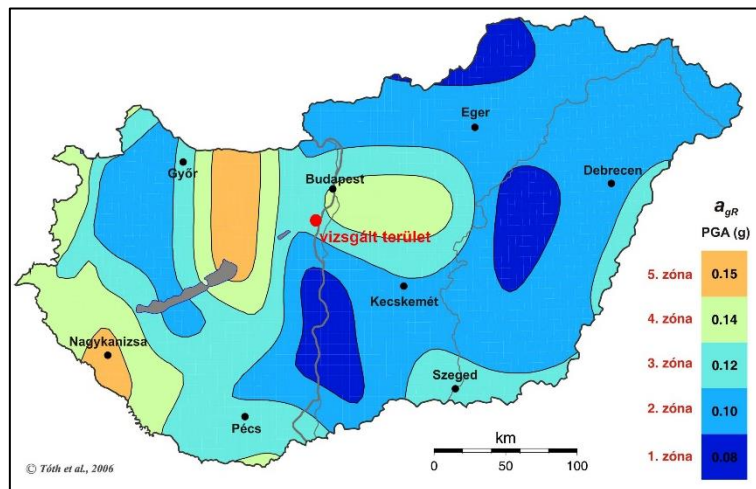 Eger
Debrecen
Győr
Budapest
vizsgált terület
Kecskemét
Nagykanizsa
Szeged
Pécs
a_gR
PGA (g)
5. zóna 0.15
4. zóna 0.14
3. zóna 0.12
2. zóna 0.10
1. zóna 0.08
km
0 50 100
© Tóth et al., 2006